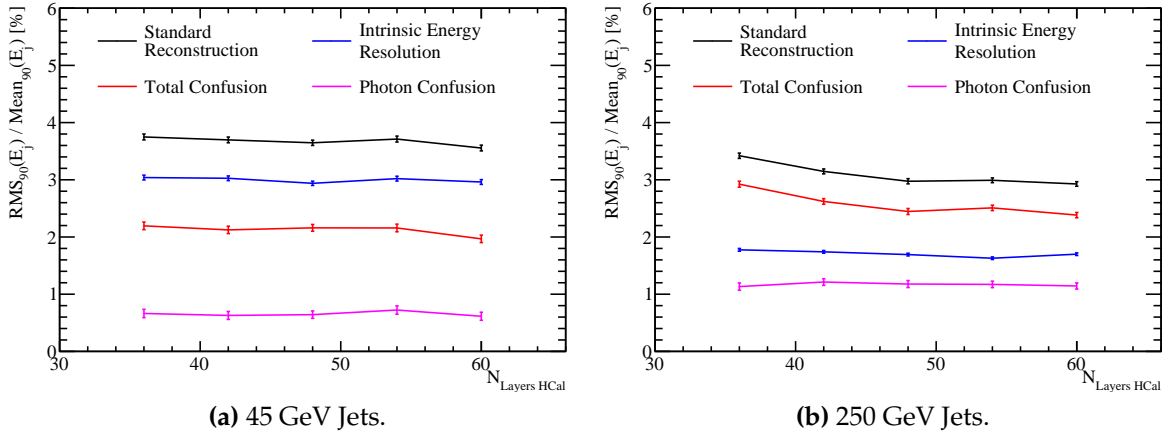 RMS₉₀(Eⱼ) / Mean₉₀(Eⱼ) [%]
6
5
4
3
2
1
0
Standard
Reconstruction
Intrinsic Energy
Resolution
Total Confusion
Photon Confusion
30 40 50 60
N_Layers HCal
(a) 45 GeV Jets.
RMS₉₀(Eⱼ) / Mean₉₀(Eⱼ) [%]
6
5
4
3
2
1
0
Standard
Reconstruction
Intrinsic Energy
Resolution
Total Confusion
Photon Confusion
30 40 50 60
N_Layers HCal
(b) 250 GeV Jets.